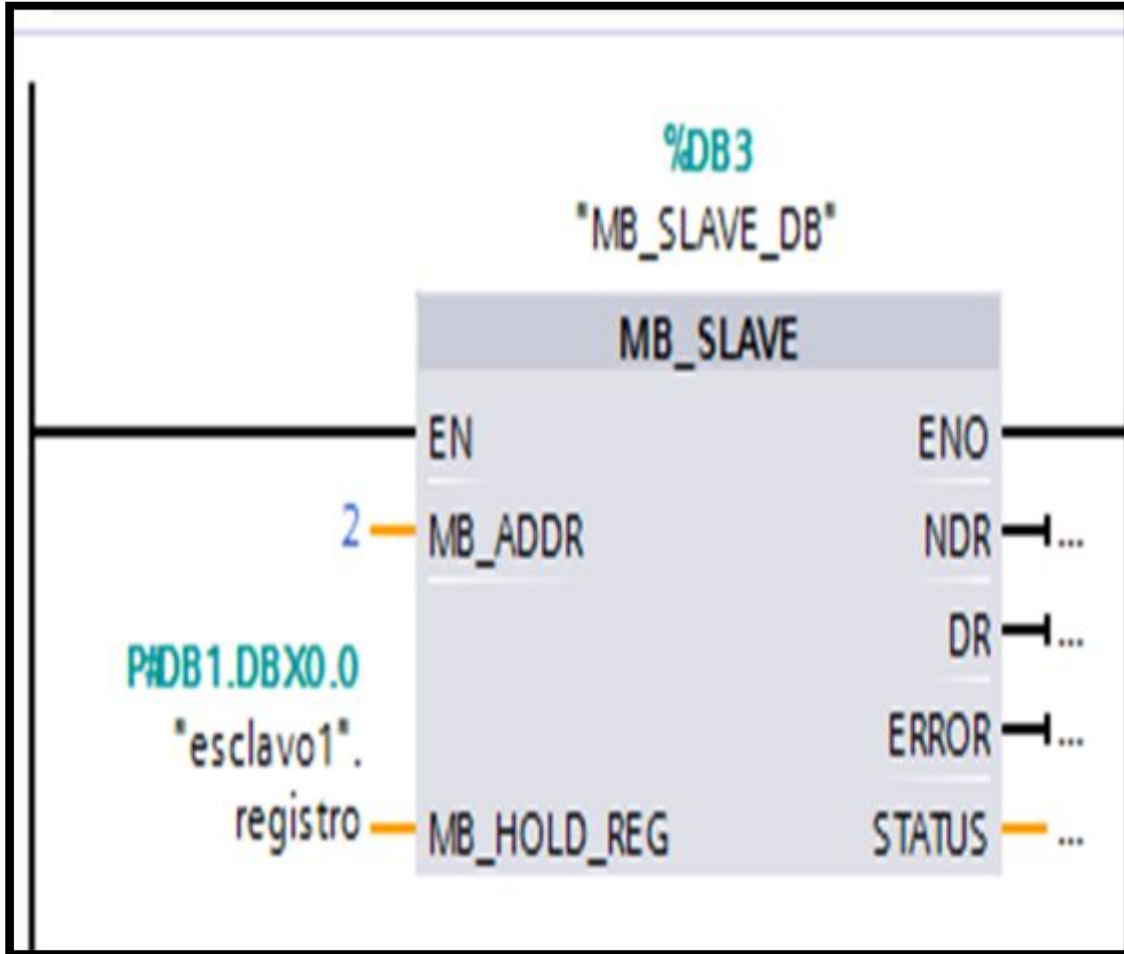 %DB3
"MB_SLAVE_DB"
MB_SLAVE
EN
ENO
2
MB_ADDR
NDR
...
P#DB1.DBX0.0
DR
...
"esclavo1".
ERROR
...
registro
MB_HOLD_REG
STATUS
...